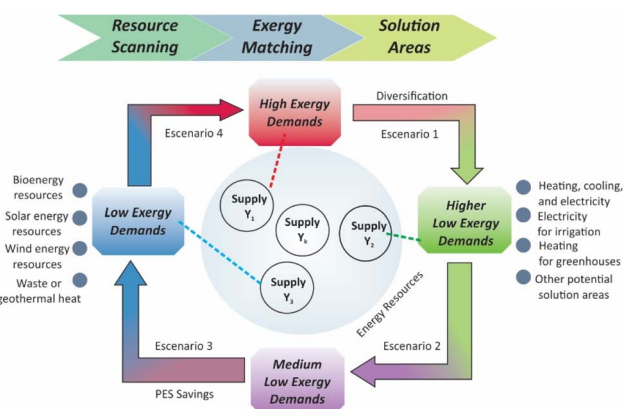 Resource
Scanning
Exergy
Matching
Solution
Areas
High Exergy
Demands
Diversification
Escenario 4
Escenario 1
Bioenergy
resources
Solar energy
resources
Wind energy
resources
Waste or
geothermal heat
Low Exergy
Demands
Supply
Y1
Supply
Yk
Supply
Y2
Supply
Y3
Higher
Low Exergy
Demands
Heating, cooling,
and electricity
Electricity
for irrigation
Heating
for greenhouses
Other potential
solution areas
Energy Resources
Escenario 3
Escenario 2
PES Savings
Medium
Low Exergy
Demands